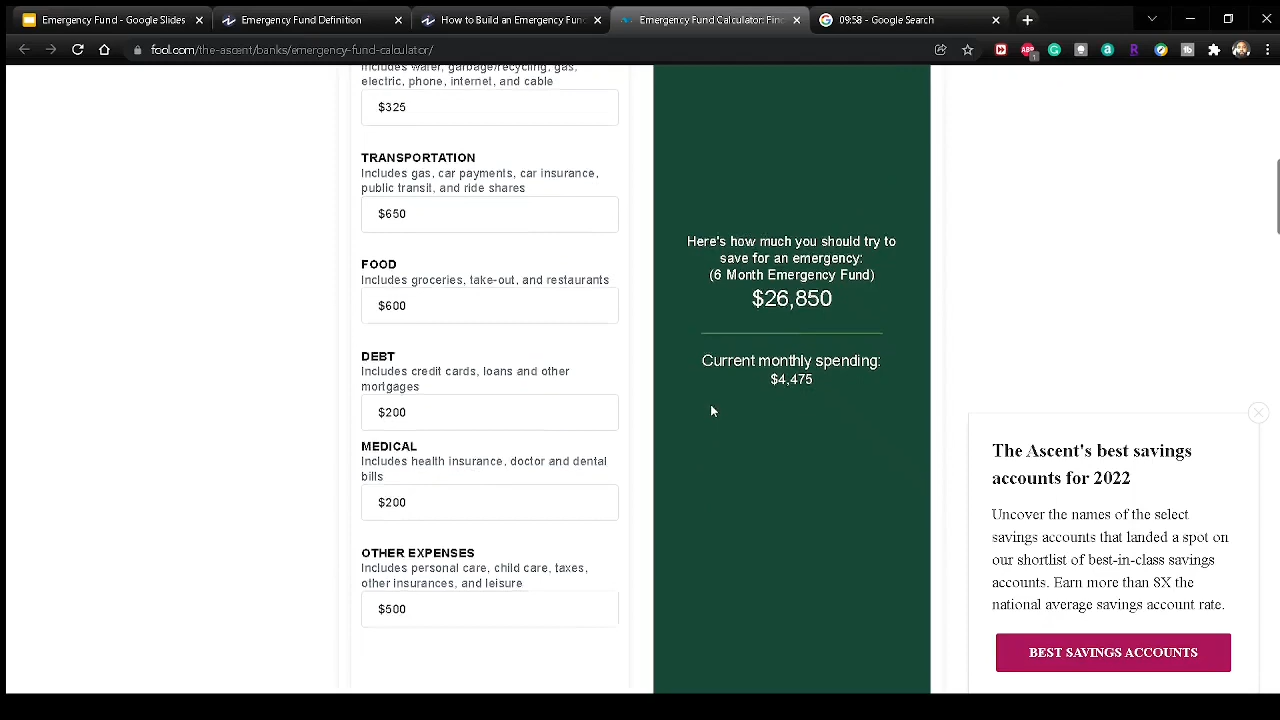 Emergency Fund - Google Slides
Emergency Fund Definition
How to Build an Emergency Func
Emergency Fund Calculator: Finc
09:58 - Google Search
fool.com/the-ascent/banks/emergency-fund-calculator/
ABP
1
Includes water, garbage/recycling, gas,
electric, phone, internet, and cable
$325
TRANSPORTATION
Includes gas, car payments, car insurance,
public transit, and ride shares
$650
FOOD
Includes groceries, take-out, and restaurants
$600
DEBT
Includes credit cards, loans and other
mortgages
$200
MEDICAL
Includes health insurance, doctor and dental
bills
$200
OTHER EXPENSES
Includes personal care, child care, taxes,
other insurances, and leisure
$500
Here's how much you should try to
save for an emergency:
(6 Month Emergency Fund)
$26,850
Current monthly spending:
$4,475
The Ascent's best savings
accounts for 2022
Uncover the names of the select
savings accounts that landed a spot on
our shortlist of best-in-class savings
accounts. Earn more than 8X the
national average savings account rate.
BEST SAVINGS ACCOUNTS